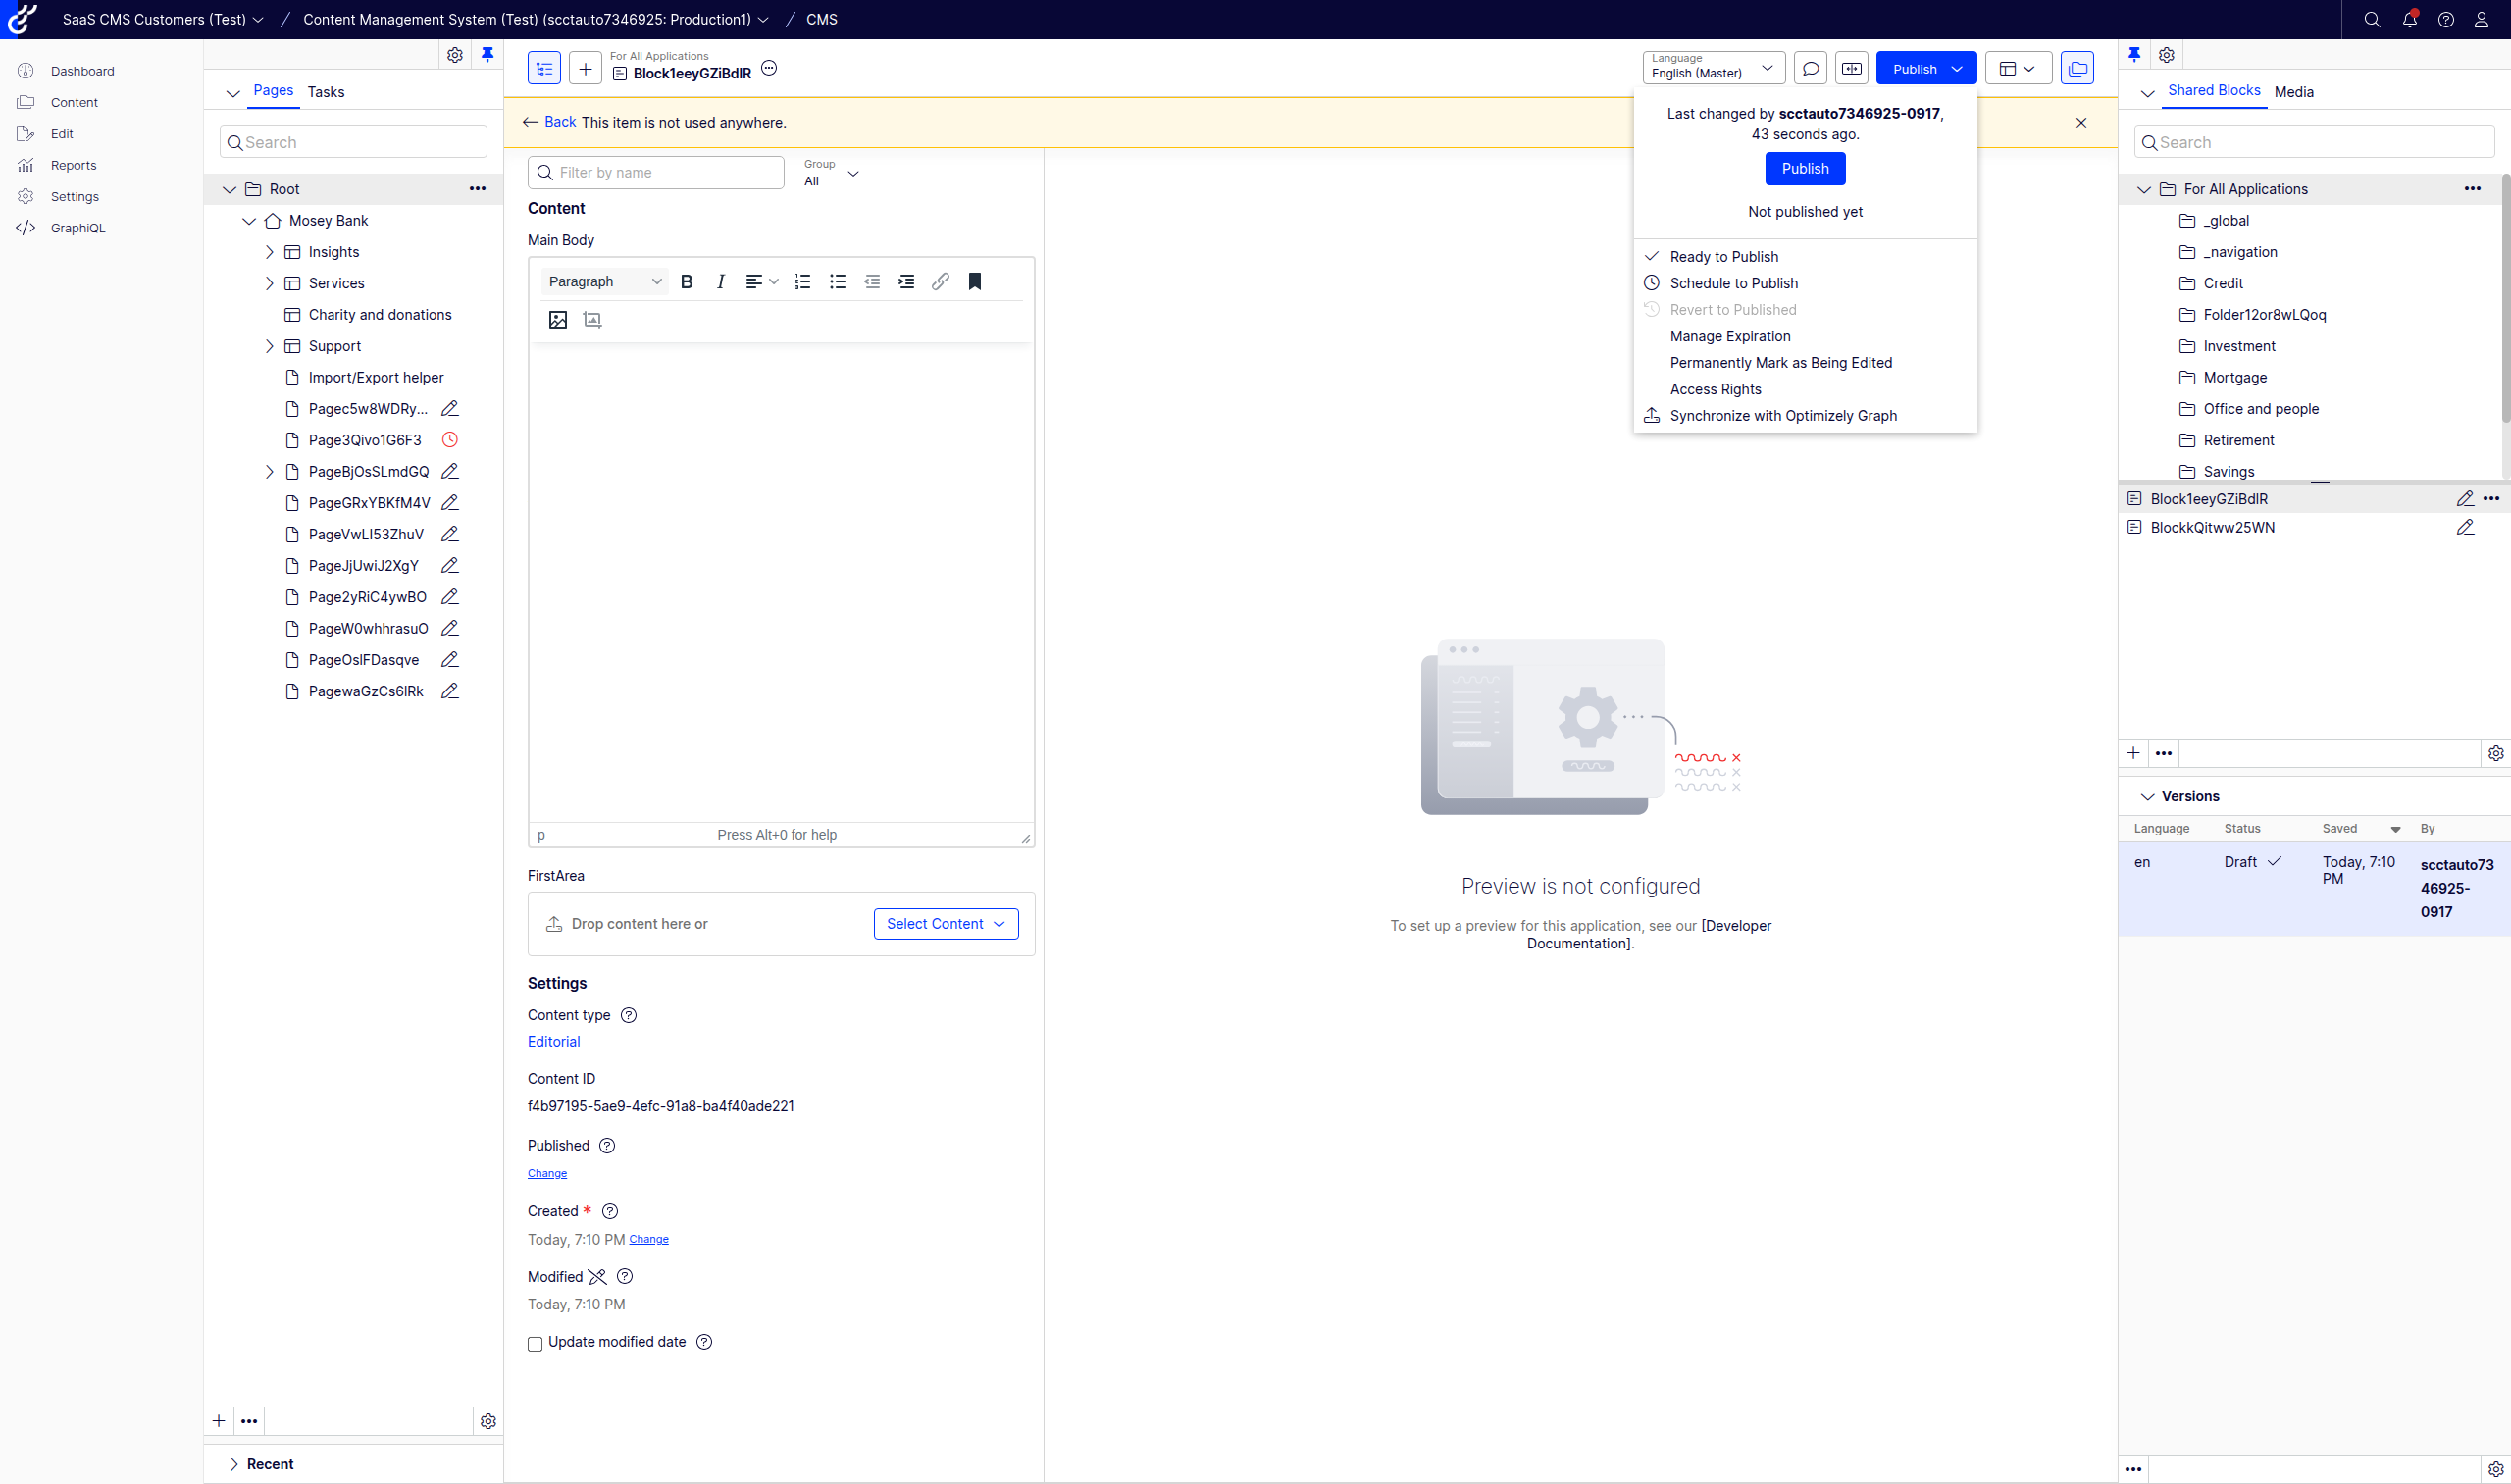 SaaS CMS Customers (Test) / Content Management System (Test) (scctauto7346925: Production1) / CMS
Dashboard
Content
Edit
Reports
Settings
GraphiQL
Pages Tasks
Search
Root
Mosey Bank
Insights
Services
Charity and donations
Support
Import/Export helper
Pagec5w8WDRy...
Page3Qivo1G6F3
PageBjOsSLmdGQ
PageGRxYBKfM4V
PageVwLI53ZhuV
PageJjUwiJ2XgY
Page2yRiC4ywBO
PageW0whhrasuO
PageOsIFDasqve
PagewaGzCs6IRk
Recent
For All Applications
Block1eeyGZiBdIR
Language
English (Master)
Publish
Back This item is not used anywhere.
Filter by name
Group
All
Content
Main Body
Paragraph
p
Press Alt+0 for help
FirstArea
Drop content here or
Select Content
Settings
Content type
Editorial
Content ID
f4b97195-5ae9-4efc-91a8-ba4f40ade221
Published
Change
Created *
Today, 7:10 PM Change
Modified
Today, 7:10 PM
Update modified date
Last changed by scctauto7346925-0917,
43 seconds ago.
Publish
Not published yet
Ready to Publish
Schedule to Publish
Revert to Published
Manage Expiration
Permanently Mark as Being Edited
Access Rights
Synchronize with Optimizely Graph
Preview is not configured
To set up a preview for this application, see our [Developer
Documentation].
Shared Blocks Media
Search
For All Applications
_global
_navigation
Credit
Folder12or8wLQoq
Investment
Mortgage
Office and people
Retirement
Savings
Block1eeyGZiBdIR
BlockkQitww25WN
Versions
Language Status Saved By
en Draft Today, 7:10
PM
scctauto73
46925-
0917